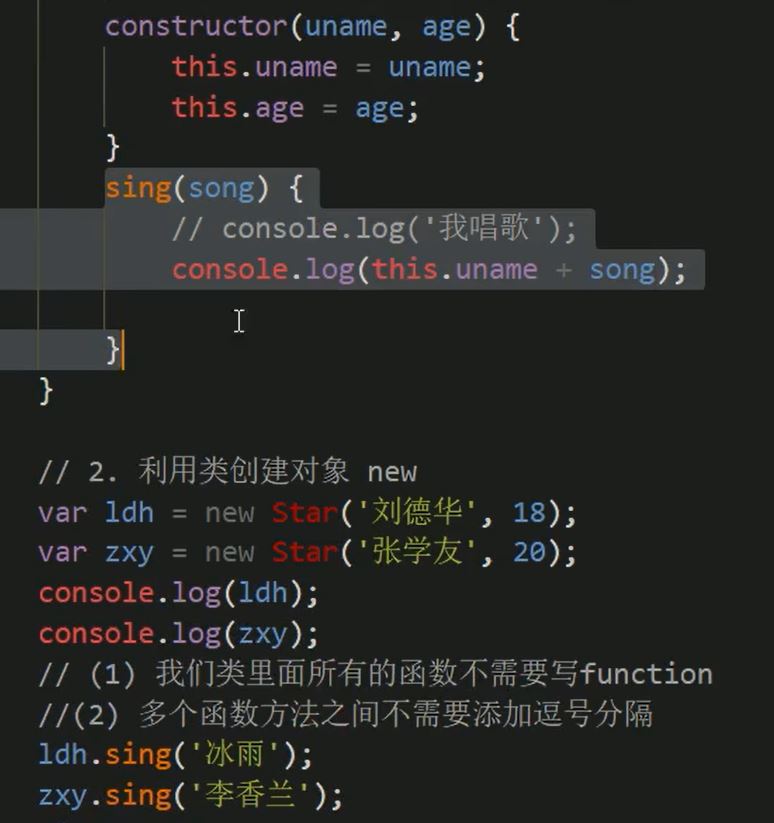 constructor(uname, age) {
this.uname = uname;
this.age = age;
}
sing(song) {
// console.log('我唱歌');
console.log(this.uname + song);
}
}
// 2. 利用类创建对象 new
var ldh = new Star('刘德华', 18);
var zxy = new Star('张学友', 20);
console.log(ldh);
console.log(zxy);
// (1) 我们类里面所有的函数不需要写function
//(2) 多个函数方法之间不需要添加逗号分隔
ldh.sing('冰雨');
zxy.sing('李香兰');